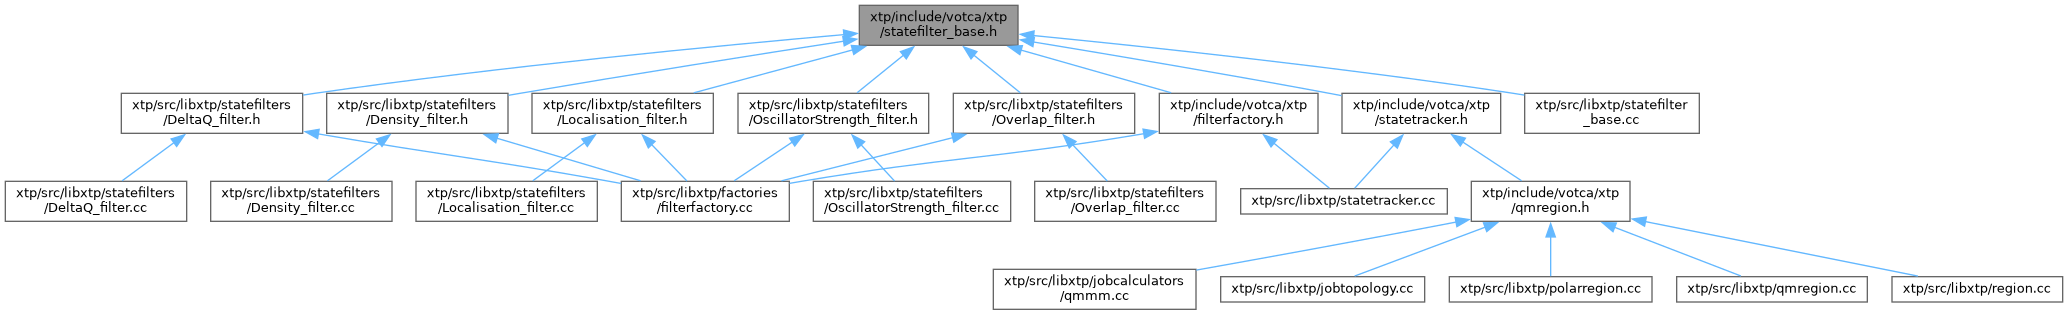 xtp/include/votca/xtp
/statefilter_base.h
xtp/src/libxtp/statefilters
/DeltaQ_filter.h
xtp/src/libxtp/statefilters
/Density_filter.h
xtp/src/libxtp/statefilters
/Localisation_filter.h
xtp/src/libxtp/statefilters
/OscillatorStrength_filter.h
xtp/src/libxtp/statefilters
/Overlap_filter.h
xtp/include/votca/xtp
/filterfactory.h
xtp/include/votca/xtp
/statetracker.h
xtp/src/libxtp/statefilter
_base.cc
xtp/src/libxtp/statefilters
/DeltaQ_filter.cc
xtp/src/libxtp/statefilters
/Density_filter.cc
xtp/src/libxtp/statefilters
/Localisation_filter.cc
xtp/src/libxtp/factories
/filterfactory.cc
xtp/src/libxtp/statefilters
/OscillatorStrength_filter.cc
xtp/src/libxtp/statefilters
/Overlap_filter.cc
xtp/src/libxtp/statetracker.cc
xtp/include/votca/xtp
/qmregion.h
xtp/src/libxtp/jobcalculators
/qmmm.cc
xtp/src/libxtp/jobtopology.cc
xtp/src/libxtp/polarregion.cc
xtp/src/libxtp/qmregion.cc
xtp/src/libxtp/region.cc